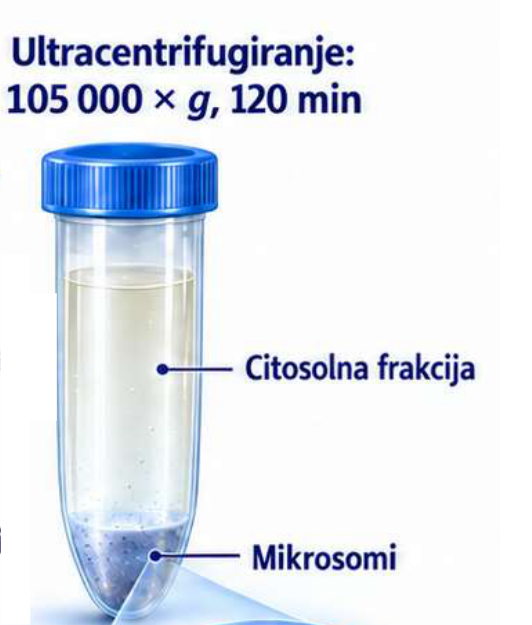 Ultracentrifugiranje:
105 000 × g, 120 min
Citosolna frakcija
Mikrosomi